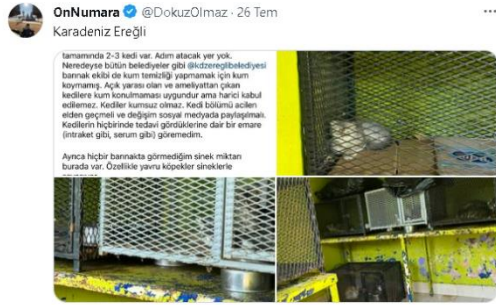 OnNumara @DokuzOlmaz · 26 Tem
Karadeniz Ereğli
tamamında 2-3 kedi var. Adım atacak yer yok.
Neredeyse bütün belediyeler gibi @kdzereglibelediyesi
barınak ekibi de kum temizliği yapmamak için kum
koymamış. Açık yarası olan ve ameliyattan çıkan
kedilere kum konulmaması uygundur ama harici kabul
edilemez. Kediler kumsuz olmaz. Kedi bölümü acilen
elden geçmeli ve değişim sosyal medyada paylaşılmalı.
Kedilerin hiçbirinde tedavi gördüklerine dair bir emare
(intraket gibi, serum gibi) göremedim.
Ayrıca hiçbir barınakta görmediğim sinek miktarı
burada var. Özellikle yavru köpekler sineklerle